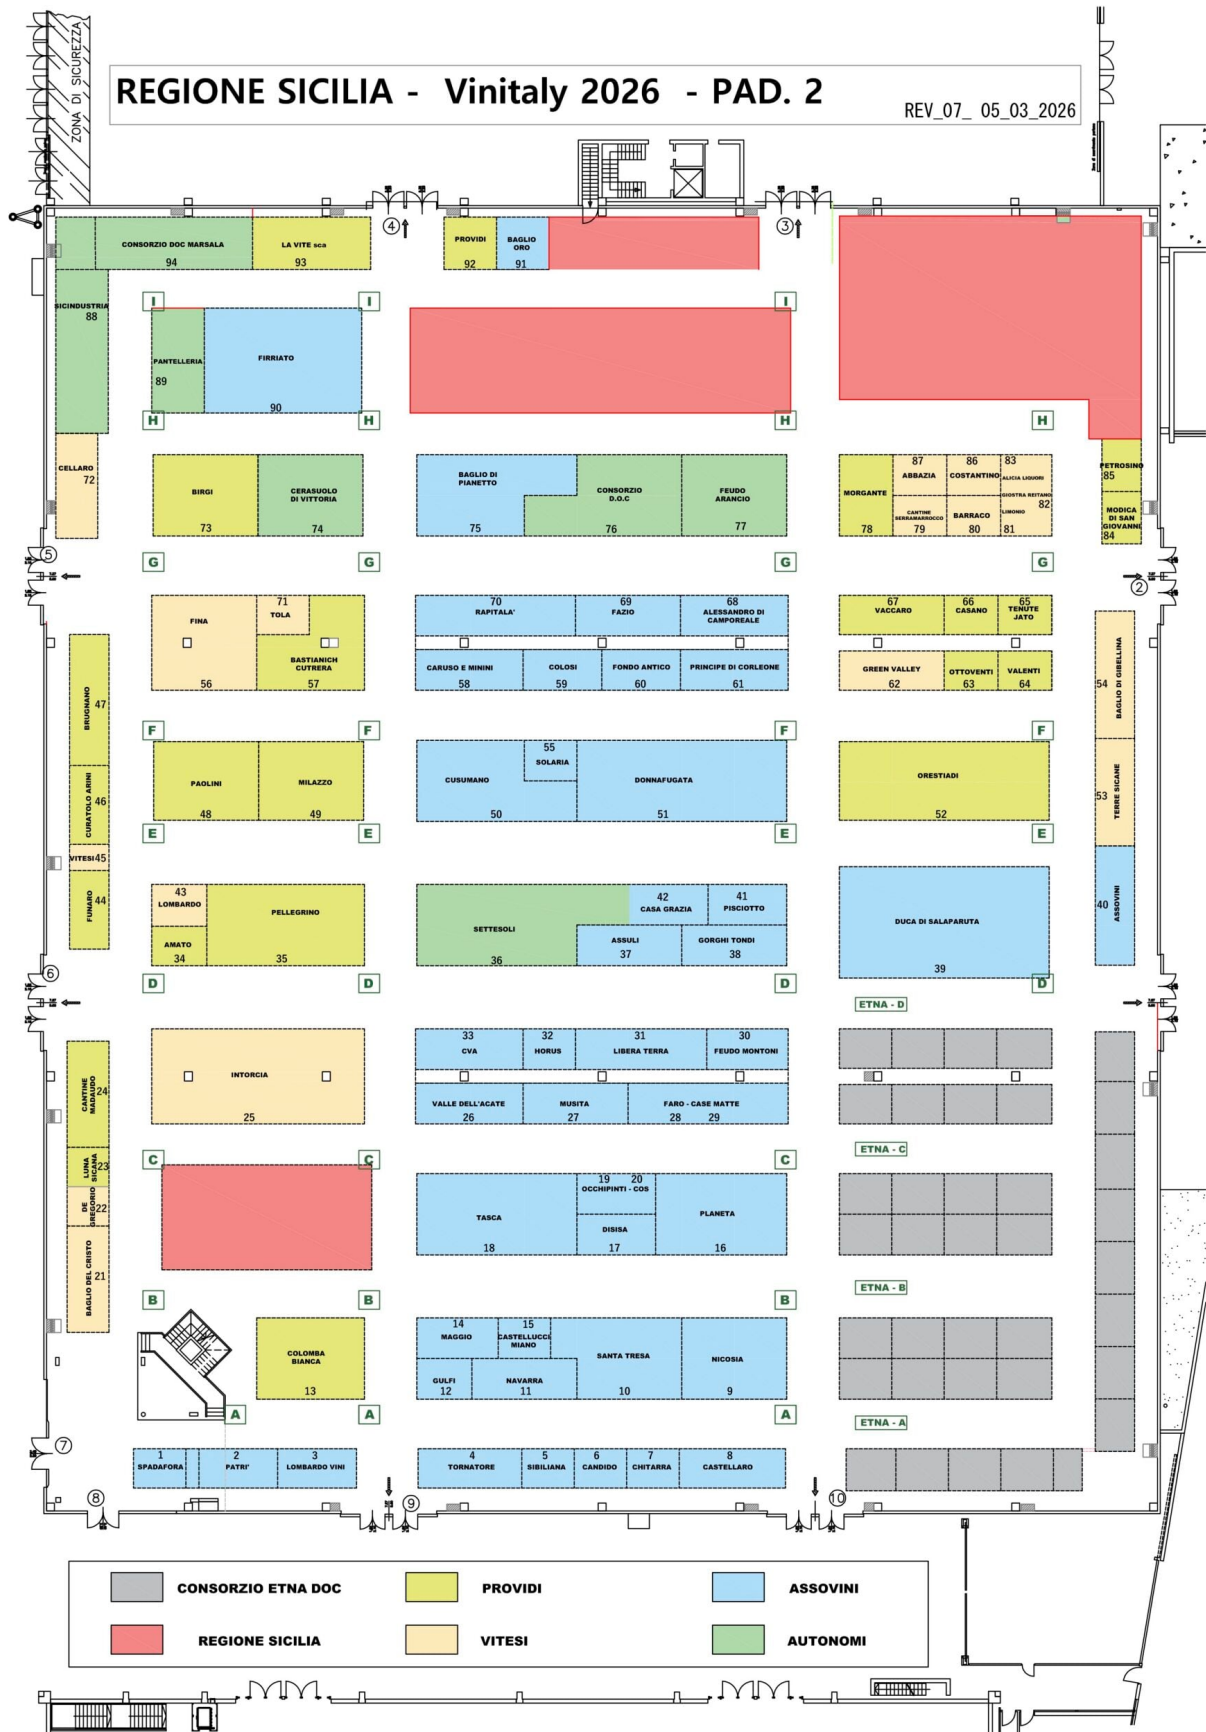 ZONA DI SICUREZZA
REGIONE SICILIA - Vinitaly 2026 - PAD. 2
REV_07_ 05_03_2026
4
3
CONSORZIO DOC MARSALA
94
LA VITE sca
93
PROVIDI
92
BAGLIO
ORO
91
SICINDUSTRIA
88
I
I
I
PANTELLERIA
89
FIRRIATO
90
H
H
H
H
CELLARO
72
BIRGI
73
CERASUOLO
DI VITTORIA
74
BAGLIO DI
PIANETTO
75
CONSORZIO
D.O.C
76
FEUDO
ARANCIO
77
MORGANTE
78
87
ABBAZIA
86
COSTANTINO
83
ALICIA LIQUORI
GIOSTRA REITANO
82
CANTINE
SERRAMARROCCO
79
BARRACO
80
LIMONIO
81
PETROSINO
85
MODICA
DI SAN
GIOVANNI
84
5
G
G
G
G
2
FINA
56
71
TOLA
BASTIANICH
CUTRERA
57
70
RAPITALA'
69
FAZIO
68
ALESSANDRO DI
CAMPOREALE
67
VACCARO
66
CASANO
65
TENUTE
JATO
CARUSO E MININI
58
COLOSI
59
FONDO ANTICO
60
PRINCIPE DI CORLEONE
61
GREEN VALLEY
62
OTTOVENTI
63
VALENTI
64
BAGLIO DI GIBELLINA
54
BRUGNANO
47
F
F
F
F
PAOLINI
48
MILAZZO
49
CUSUMANO
50
55
SOLARIA
DONNAFUGATA
51
ORESTIADI
52
TERRE SICANE
53
CURATOLO ARINI
46
E
E
E
E
VITESI 45
FUNARO
44
43
LOMBARDO
AMATO
34
PELLEGRINO
35
SETTESOLI
36
42
CASA GRAZIA
41
PISCIOTTO
ASSULI
37
GORGHI TONDI
38
DUCA DI SALAPARUTA
39
ASSOVINI
40
6
D
D
D
D
ETNA - D
CANTINE
MADAUDO
24
INTORCIA
25
33
CVA
32
HORUS
31
LIBERA TERRA
30
FEUDO MONTONI
VALLE DELL'ACATE
26
MUSITA
27
FARO - CASE MATTE
28 29
C
C
C
ETNA - C
LUNA
SICANA
23
DE
GREGORIO
22
TASCA
18
19 20
OCCHIPINTI - COS
DISISA
17
PLANETA
16
BAGLIO DEL CRISTO
21
B
B
B
ETNA - B
COLOMBA
BIANCA
13
14
MAGGIO
15
CASTELLUCCI
MIANO
GULFI
12
NAVARRA
11
SANTA TRESA
10
NICOSIA
9
A
A
A
ETNA - A
7
1
SPADAFORA
2
PATRI'
3
LOMBARDO VINI
4
TORNATORE
5
SIBILIANA
6
CANDIDO
7
CHITARRA
8
CASTELLARO
8
9
10
CONSORZIO ETNA DOC
PROVIDI
ASSOVINI
REGIONE SICILIA
VITESI
AUTONOMI